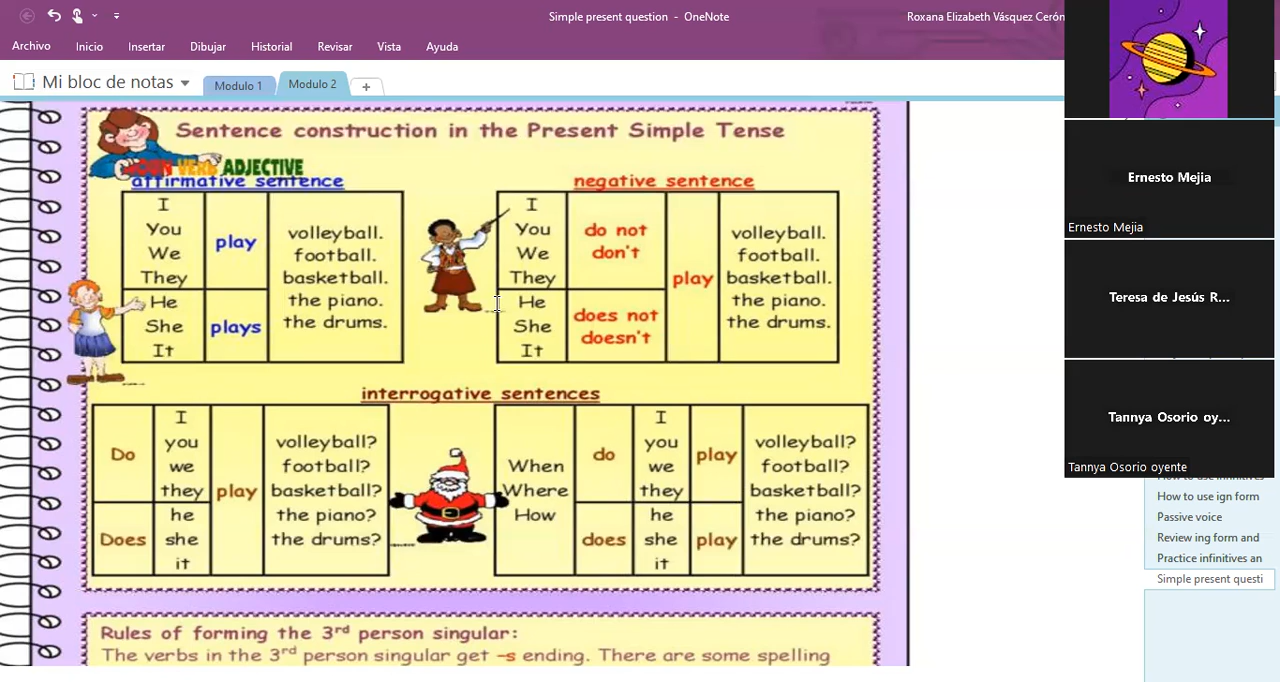 Simple present question - OneNote
Roxana Elizabeth Vásquez Cerón
Archivo Inicio Insertar Dibujar Historial Revisar Vista Ayuda
Mi bloc de notas Modulo 1 Modulo 2 +
Sentence construction in the Present Simple Tense
VERB ADJECTIVE
affirmative sentence
I
You
We
They
play
He
She
It
plays
volleyball.
football.
basketball.
the piano.
the drums.
negative sentence
I
You
We
They
do not
don't
He
She
It
does not
doesn't
play
volleyball.
football.
basketball.
the piano.
the drums.
interrogative sentences
Do
I
you
we
they
Does
he
she
it
play
volleyball?
football?
basketball?
the piano?
the drums?
When
Where
How
do
I
you
we
they
play
does
he
she
it
play
volleyball?
football?
basketball?
the piano?
the drums?
Rules of forming the 3rd person singular:
The verbs in the 3rd person singular get -s ending. There are some spelling
Ernesto Mejia
Ernesto Mejia
Teresa de Jesús R...
Tannya Osorio oy...
Tannya Osorio oyente
How to use infinitives
How to use ign form
Passive voice
Review ing form and
Practice infinitives an
Simple present questi